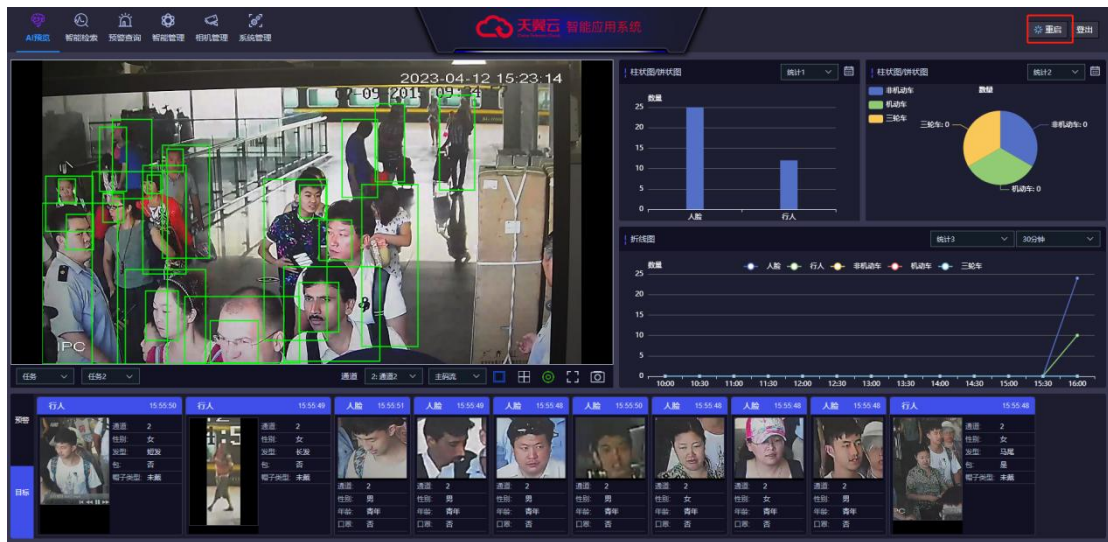 AI预览 智能检索 预警查询 智能管理 相机管理 系统管理
天翼云 智能应用系统
重启 登出
2023-04-12 15:23:14
IPC
任务 任务2 通道 2: 通道2 主码流
柱状图/饼状图 统计1
数量
25
20
15
10
5
0
人脸 行人
柱状图/饼状图 统计2
非机动车
机动车
三轮车
数量
三轮车: 0
非机动车: 0
机动车: 0
折线图 统计3 30分钟
数量 人脸 行人 非机动车 机动车 三轮车
25
20
15
10
5
0
10:00 10:30 11:00 11:30 12:00 12:30 13:00 13:30 14:00 14:30 15:00 15:30 16:00
预警
目标
行人 15:55:50
通道: 2
性别: 女
发型: 短发
包: 否
帽子类型: 未戴
行人 15:55:49
通道: 2
性别: 女
发型: 长发
包: 否
帽子类型: 未戴
人脸 15:55:51
通道: 2
性别: 男
年龄: 青年
口罩: 否
人脸 15:55:49
通道: 2
性别: 男
年龄: 青年
口罩: 否
人脸 15:55:48
通道: 2
性别: 男
年龄: 青年
口罩: 否
人脸 15:55:50
通道: 2
性别: 男
年龄: 青年
口罩: 否
人脸 15:55:48
通道: 2
性别: 女
年龄: 青年
口罩: 否
人脸 15:55:48
通道: 2
性别: 女
年龄: 青年
口罩: 否
人脸 15:55:48
通道: 2
性别: 男
年龄: 青年
口罩: 否
行人 15:55:48
通道: 2
性别: 女
发型: 马尾
包: 是
帽子类型: 未戴